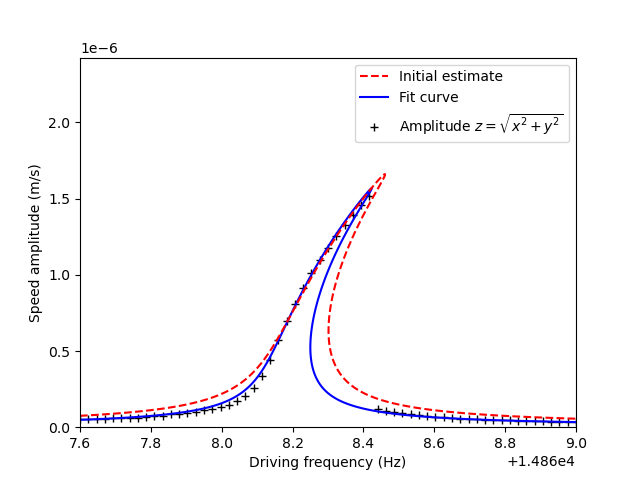 1e−6
Initial estimate
Fit curve
Amplitude z = √x² + y²
2.0
1.5
1.0
0.5
0.0
Speed amplitude (m/s)
7.6 7.8 8.0 8.2 8.4 8.6 8.8 9.0
Driving frequency (Hz)
+1.486e4